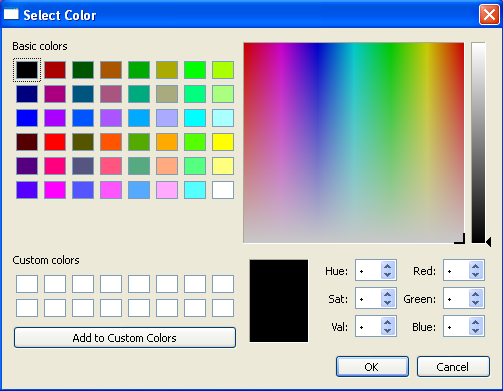 Select Color
Basic colors
Custom colors
Add to Custom Colors
Hue:
Red:
Sat:
Green:
Val:
Blue:
OK
Cancel